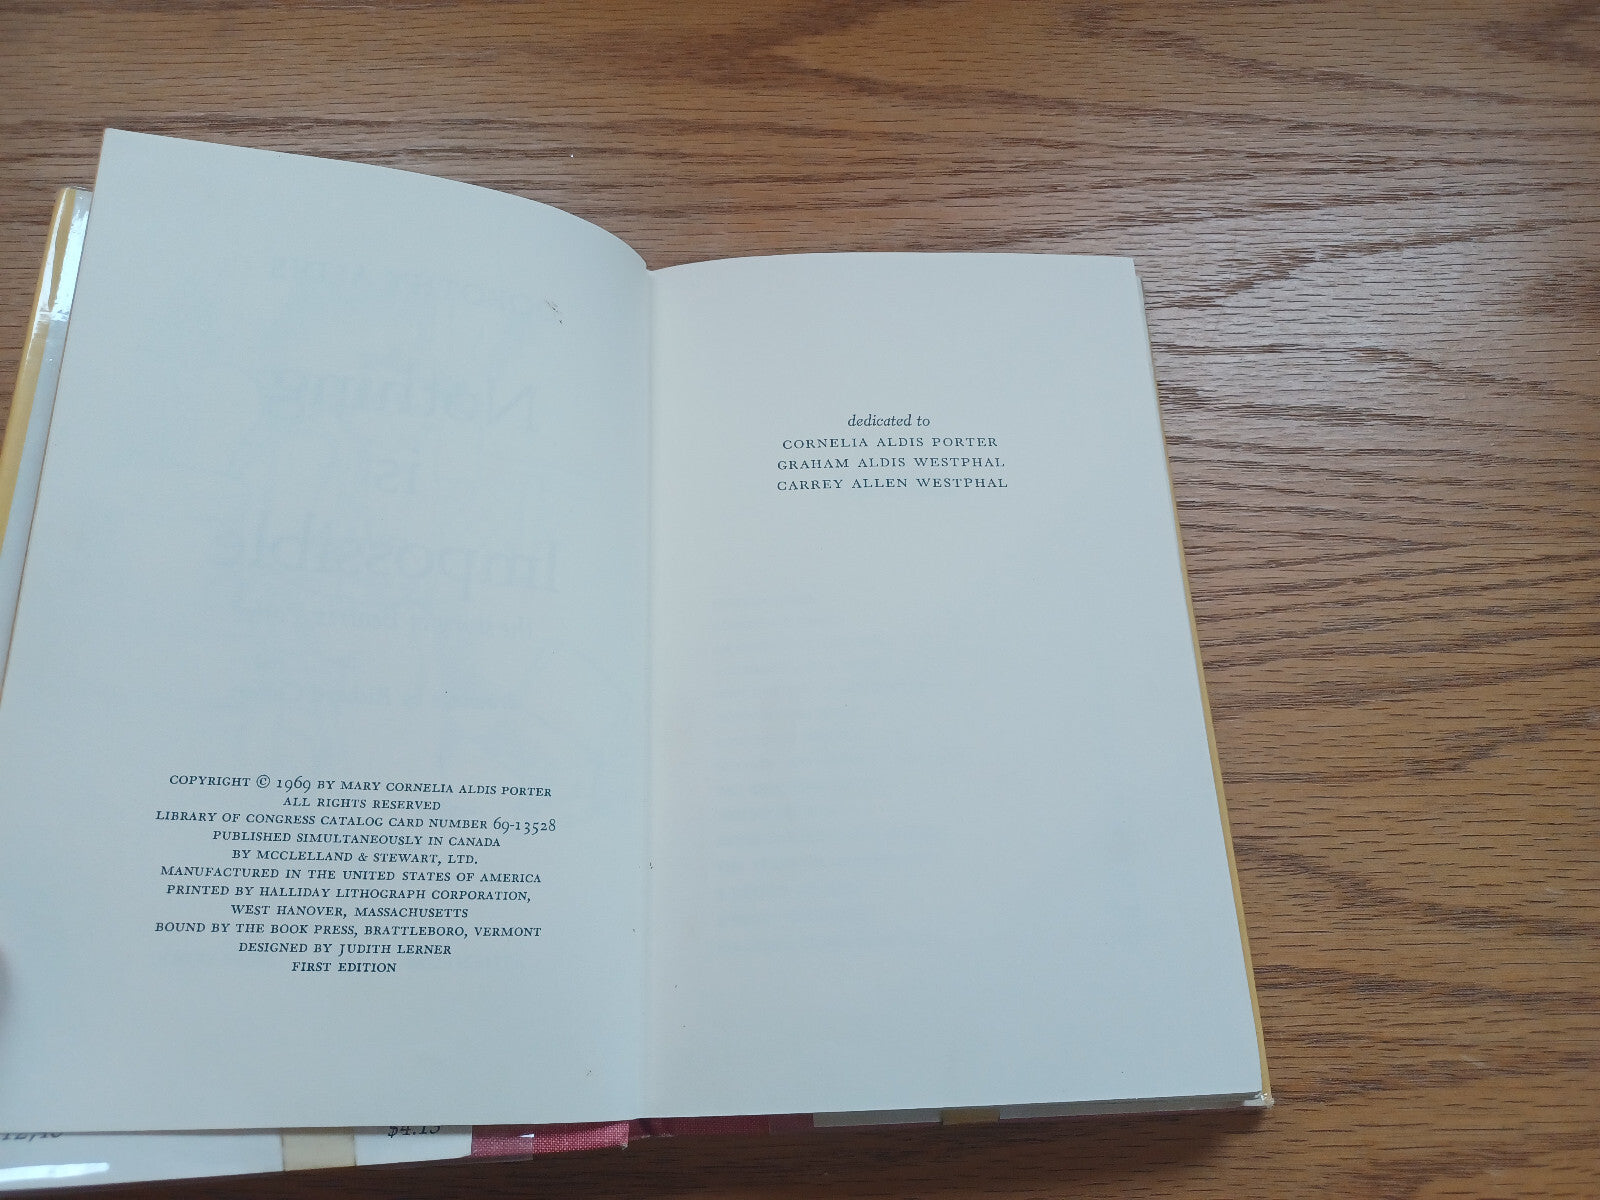 COPYRIGHT © 1969 BY MARY CORNELIA ALDIS PORTER
ALL RIGHTS RESERVED
LIBRARY OF CONGRESS CATALOG CARD NUMBER 69-13528
PUBLISHED SIMULTANEOUSLY IN CANADA
BY MCCLELLAND & STEWART, LTD.
MANUFACTURED IN THE UNITED STATES OF AMERICA
PRINTED BY HALLIDAY LITHOGRAPH CORPORATION,
WEST HANOVER, MASSACHUSETTS
BOUND BY THE BOOK PRESS, BRATTLEBORO, VERMONT
DESIGNED BY JUDITH LERNER
FIRST EDITION
dedicated to
CORNELIA ALDIS PORTER
GRAHAM ALDIS WESTPHAL
CARREY ALLEN WESTPHAL
Nothing
is
Impossible